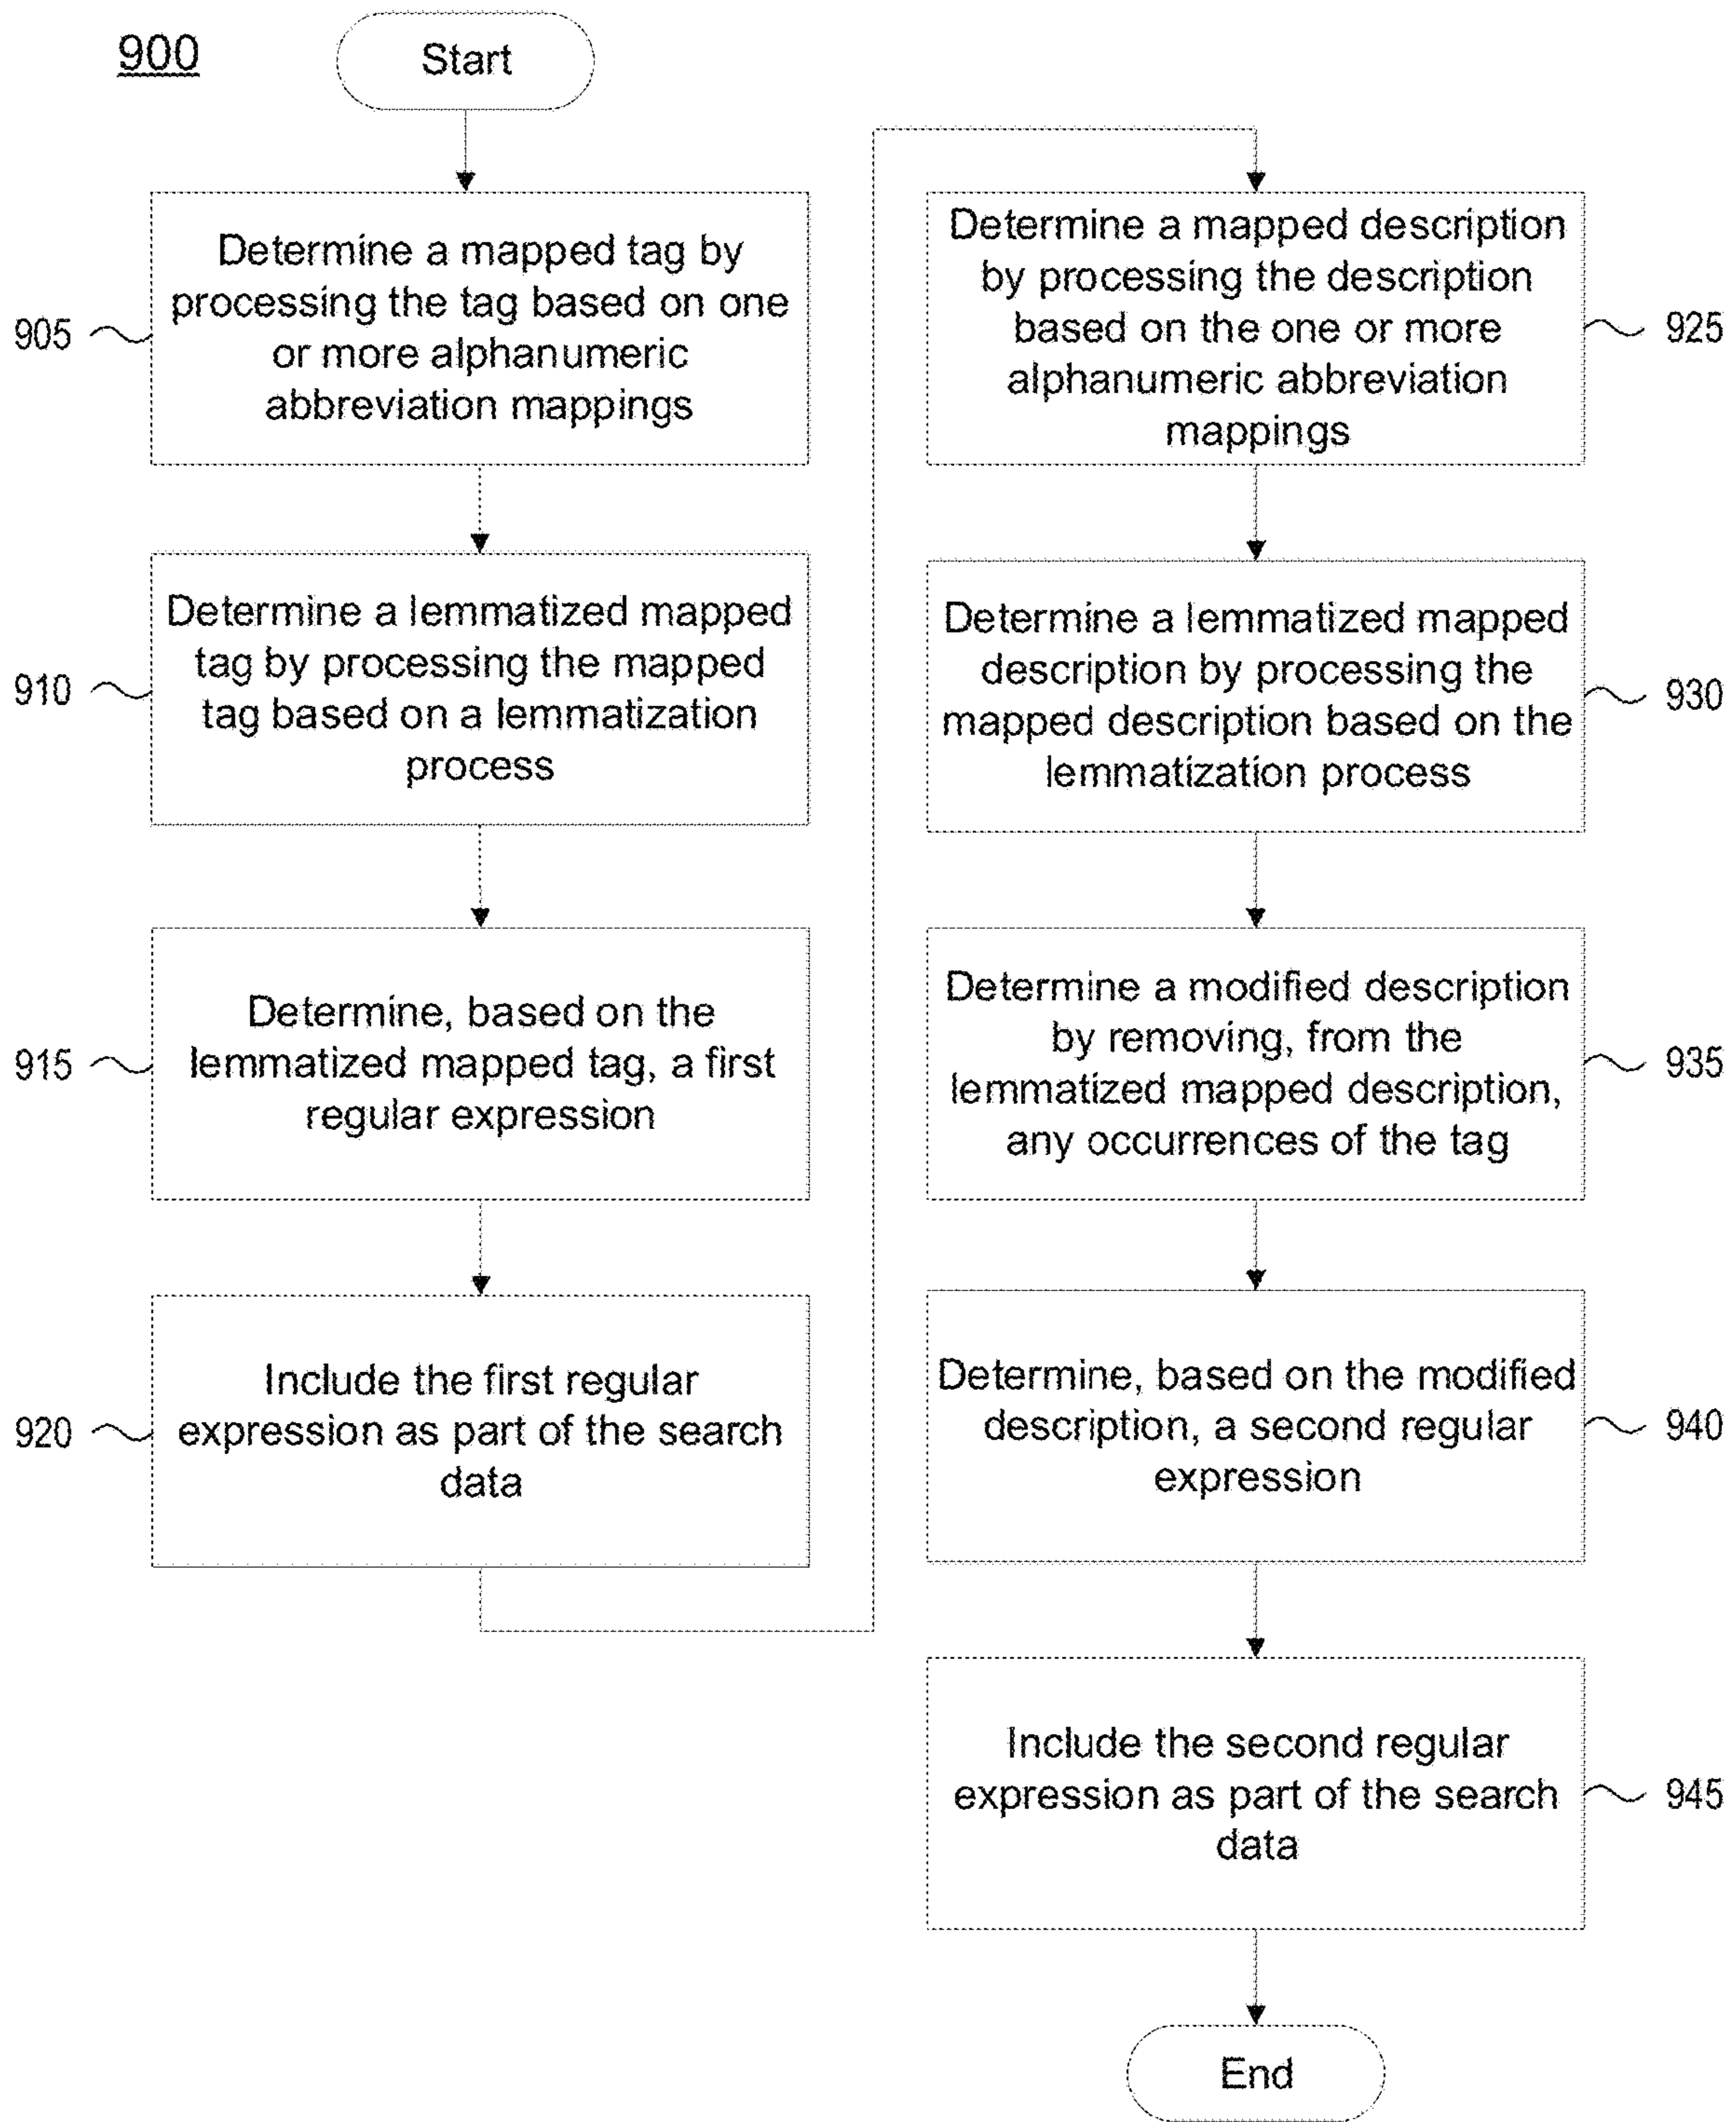 900
Start
Determine a mapped tag by
processing the tag based on one
or more alphanumeric
abbreviation mappings
905
Determine a lemmatized mapped
tag by processing the mapped
tag based on a lemmatization
process
910
Determine, based on the
lemmatized mapped tag, a first
regular expression
915
Include the first regular
expression as part of the search
data
920
Determine a mapped description
by processing the description
based on the one or more
alphanumeric abbreviation
mappings
925
Determine a lemmatized mapped
description by processing the
mapped description based on the
lemmatization process
930
Determine a modified description
by removing, from the
lemmatized mapped description,
any occurrences of the tag
935
Determine, based on the modified
description, a second regular
expression
940
Include the second regular
expression as part of the search
data
945
End